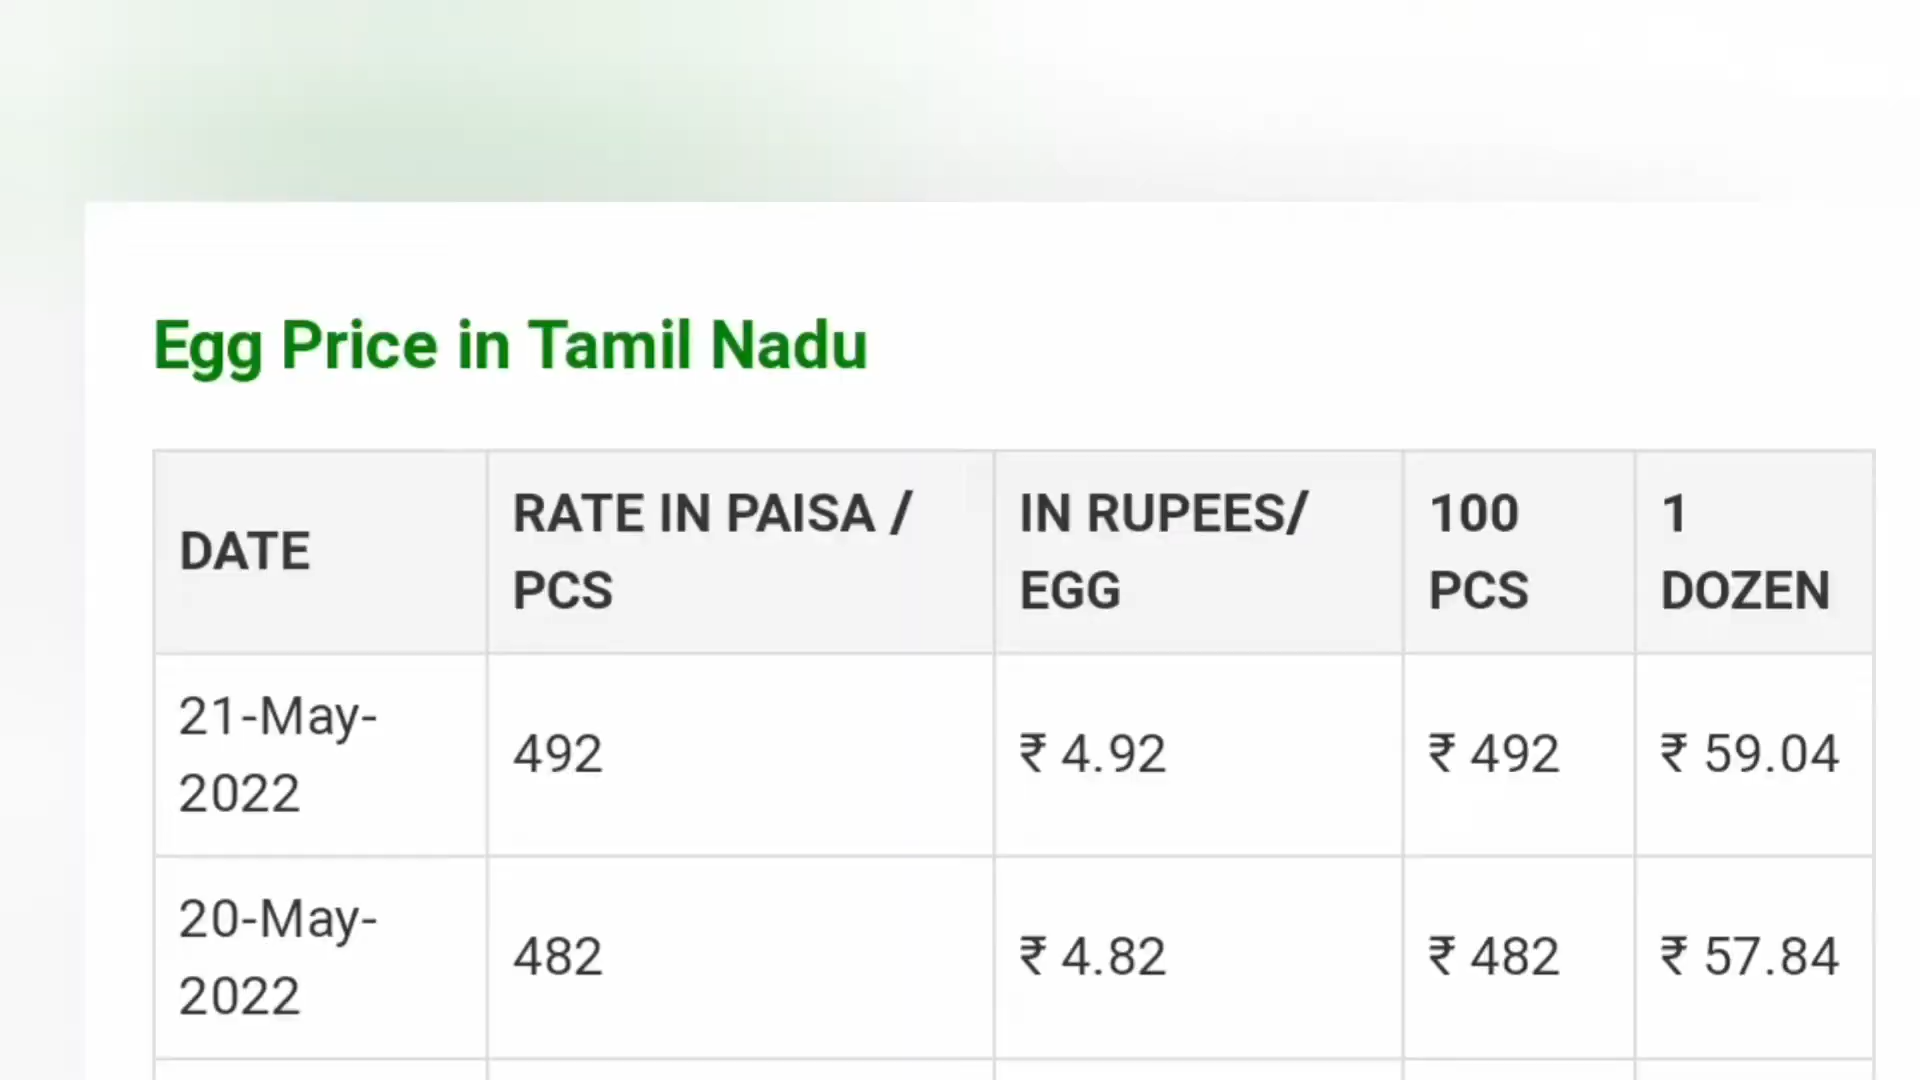 Egg Price in Tamil Nadu
DATE
RATE IN PAISA /
PCS
IN RUPEES/
EGG
100
PCS
1
DOZEN
21-May-
2022
492
₹ 4.92
₹ 492
₹ 59.04
20-May-
2022
482
₹ 4.82
₹ 482
₹ 57.84